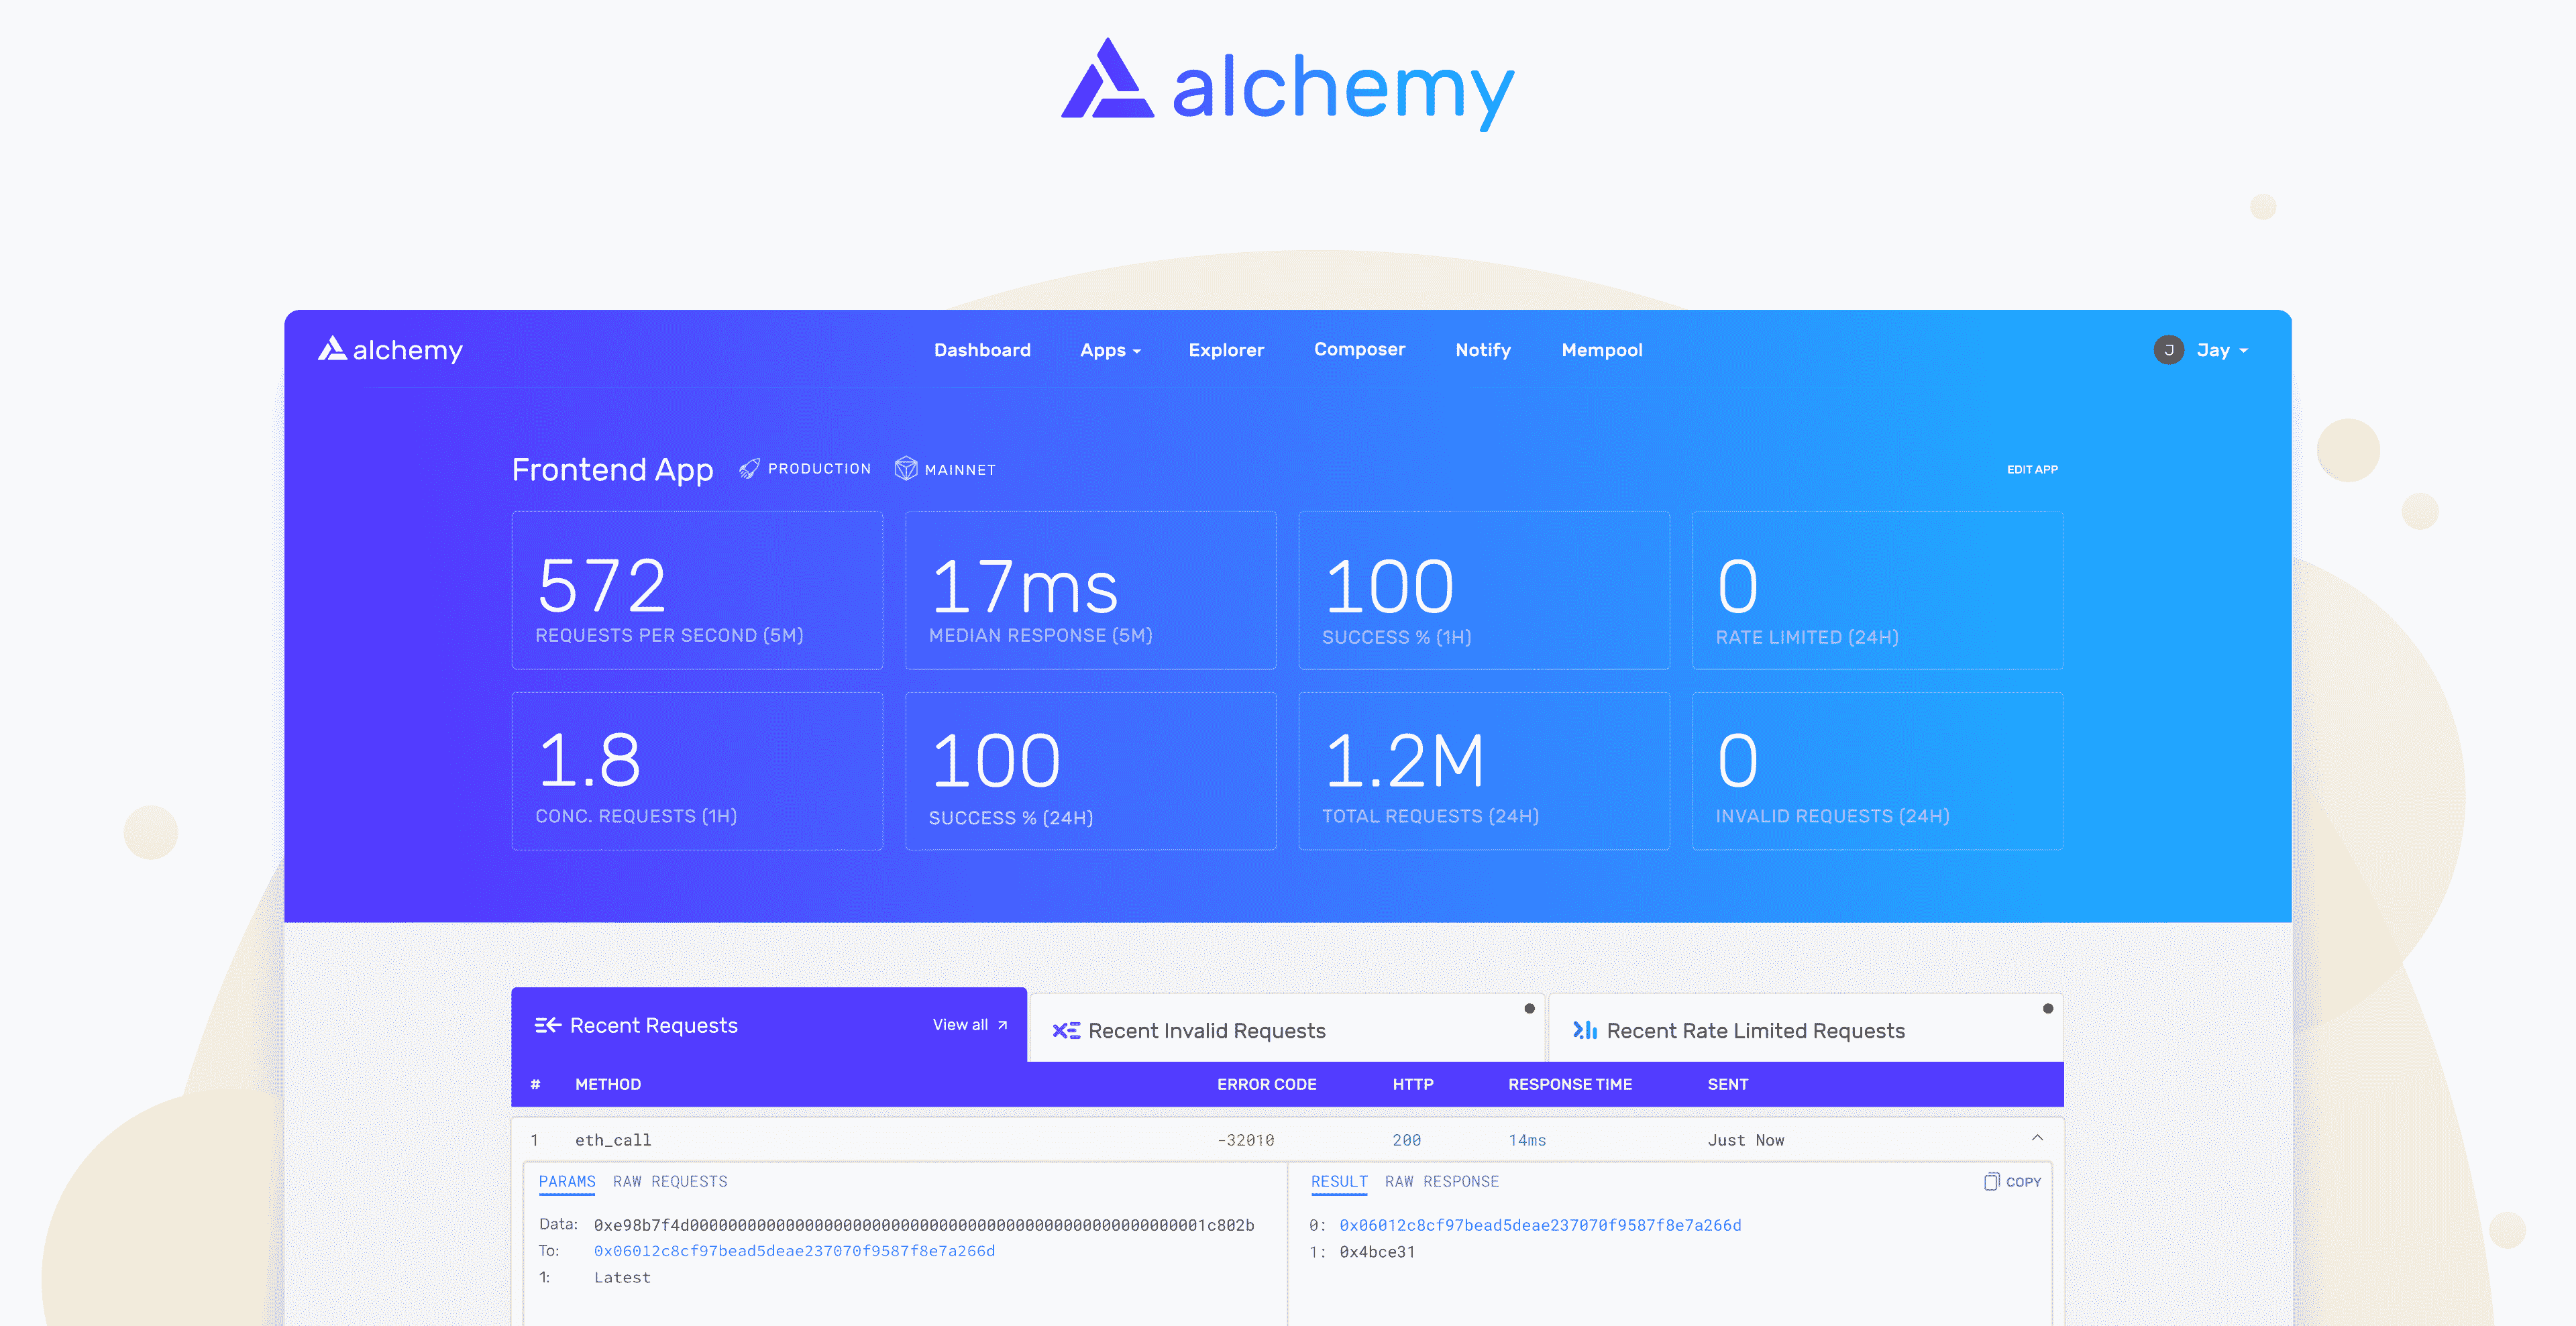 alchemy
alchemy
Dashboard Apps Explorer Composer Notify Mempool
J Jay
Frontend App PRODUCTION MAINNET EDIT APP
572 17ms 100 0
REQUESTS PER SECOND (5M) MEDIAN RESPONSE (5M) SUCCESS % (1H) RATE LIMITED (24H)
1.8 100 1.2M 0
CONC. REQUESTS (1H) SUCCESS % (24H) TOTAL REQUESTS (24H) INVALID REQUESTS (24H)
Recent Requests View all Recent Invalid Requests Recent Rate Limited Requests
# METHOD ERROR CODE HTTP RESPONSE TIME SENT
1 eth_call -32010 200 14ms Just Now
PARAMS RAW REQUESTS RESULT RAW RESPONSE COPY
Data: 0: 0x06012c8cf97bead5deae237070f9587f8e7a266d
To: 0x06012c8cf97bead5deae237070f9587f8e7a266d 1: 0x4bce31
1: Latest